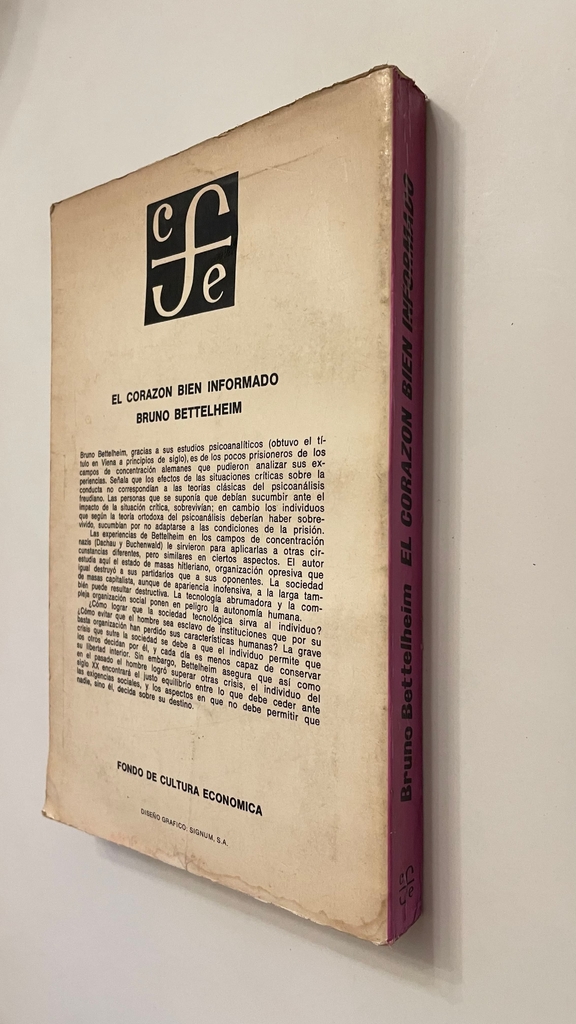 c f e
EL CORAZON BIEN INFORMADO
BRUNO BETTELHEIM
Bruno Bettelheim, gracias a sus estudios psicoanalíticos (obtuvo el tí-
tulo en Viena a principios de siglo), es de los pocos prisioneros de los
campos de concentración alemanes que pudieron analizar sus ex-
periencias. Señala que los efectos de las situaciones críticas sobre la
conducta no correspondían a las teorías clásicas del psicoanálisis
freudiano. Las personas que se suponía que debían sucumbir ante el
impacto de la situación crítica, sobrevivían; en cambio los individuos
que según la teoría ortodoxa del psicoanálisis deberían haber sobre-
vivido, sucumbían por no adaptarse a las condiciones de la prisión.
Las experiencias de Bettelheim en los campos de concentración
nazis (Dachau y Buchenwald) le sirvieron para aplicarlas a otras cir-
cunstancias diferentes, pero similares en ciertos aspectos. El autor
estudia aquí el estado de masas hitleriano, organización opresiva que
igual destruyó a sus partidarios que a sus oponentes. La sociedad
de masas capitalista, aunque de apariencia inofensiva, a la larga tam-
bién puede resultar destructiva. La tecnología abrumadora y la com-
pleja organización social ponen en peligro la autonomía humana.
¿Cómo lograr que la sociedad tecnológica sirva al individuo?
¿Cómo evitar que el hombre sea esclavo de instituciones que por su
basta organización han perdido sus características humanas? La grave
crisis que sufre la sociedad se debe a que el individuo permite que
los otros decidan por él, y cada día es menos capaz de conservar
su libertad interior. Sin embargo, Bettelheim asegura que así como
en el pasado el hombre logró superar otras crisis, el individuo del
siglo XX encontrará el justo equilibrio entre lo que debe ceder ante
las exigencias sociales, y los aspectos en que no debe permitir que
nadie, sino él, decida sobre su destino.
FONDO DE CULTURA ECONOMICA
DISEÑO GRAFICO: SIGNUM, S.A.
Bruno Bettelheim EL CORAZON BIEN INFORMADO
cfe